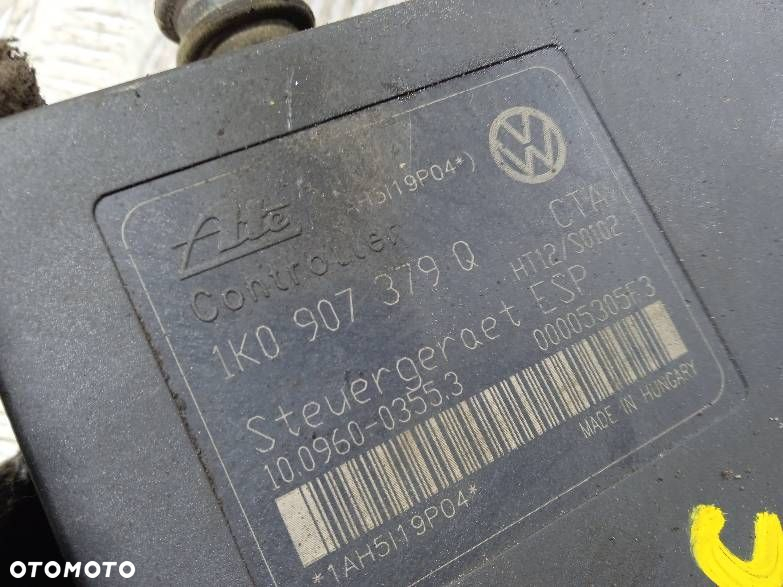 AH5I19P04*)
Ate
Controller
1K0 907 379 Q
CTA
HT12/S0102
Steuergeraet ESP
10.0960-0355.3
00005305F3
*1AH5I19P04*
MADE IN HUNGARY
OTOMOTO